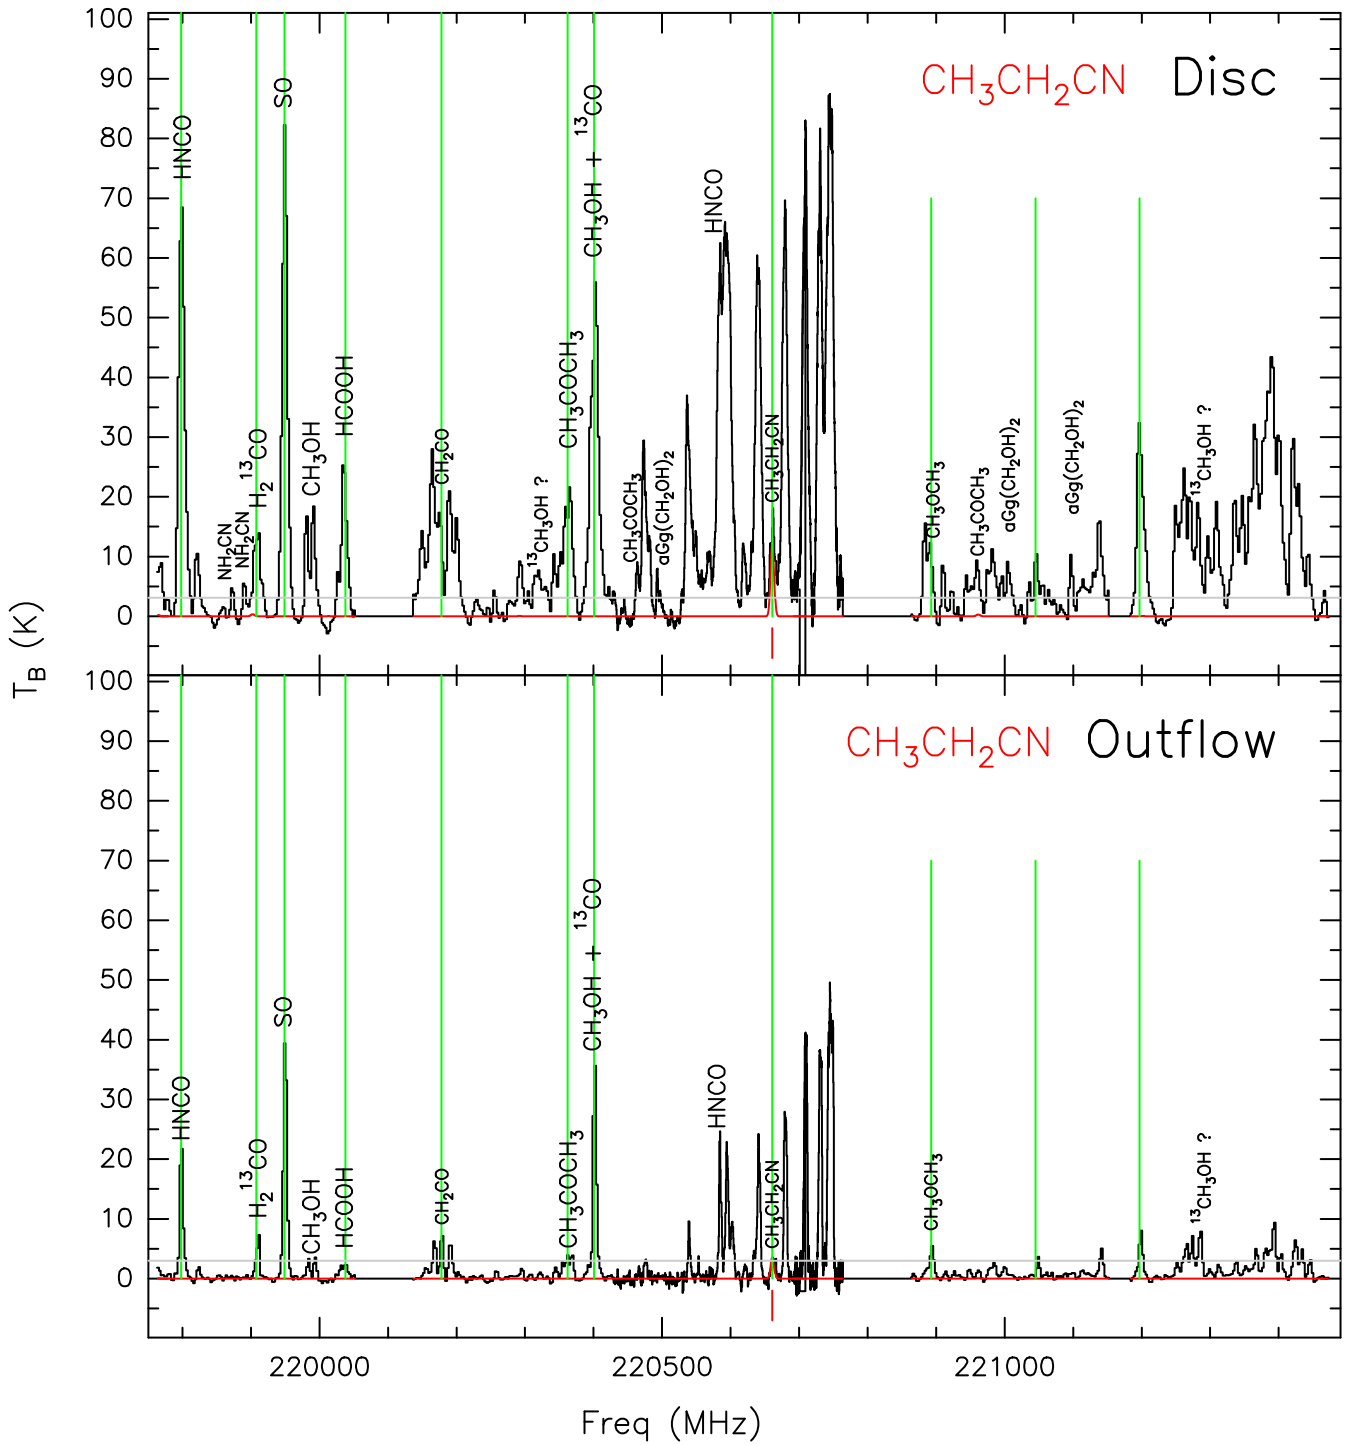 100
90
80
70
60
50
40
30
20
10
0
CH₃CH₂CN Disc
HNCO
NH₂CN
NH₂CN
H₂ ¹³CO
SO
CH₃OH
HCOOH
CH₂CO
¹³CH₃OH ?
CH₃COCH₃
CH₃OH + ¹³CO
CH₃COCH₃
aGg(CH₂OH)₂
HNCO
CH₃CH₂CN
CH₃OCH₃
CH₃COCH₃
aGg(CH₂OH)₂
aGg(CH₂OH)₂
¹³CH₃OH ?
T_B (K)
100
90
80
70
60
50
40
30
20
10
0
CH₃CH₂CN Outflow
HNCO
H₂ ¹³CO
SO
CH₃OH
HCOOH
CH₂CO
CH₃COCH₃
CH₃OH + ¹³CO
HNCO
CH₃CH₂CN
CH₃OCH₃
¹³CH₃OH ?
220000 220500 221000
Freq (MHz)